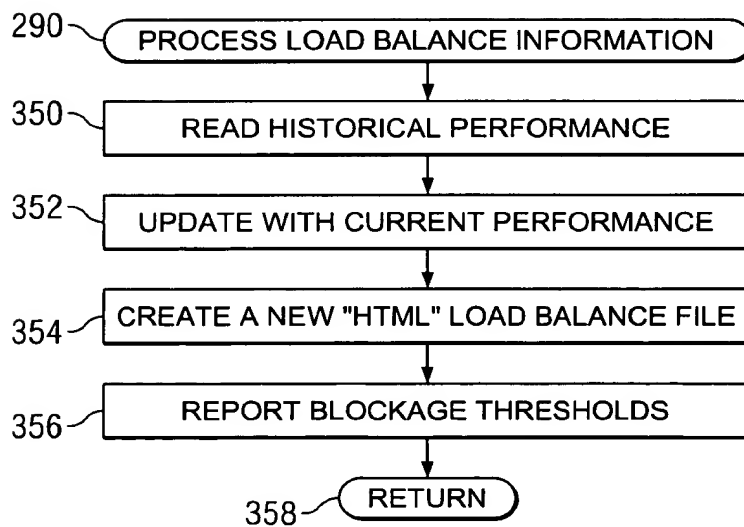 290 PROCESS LOAD BALANCE INFORMATION
350 READ HISTORICAL PERFORMANCE
352 UPDATE WITH CURRENT PERFORMANCE
354 CREATE A NEW "HTML" LOAD BALANCE FILE
356 REPORT BLOCKAGE THRESHOLDS
358 RETURN